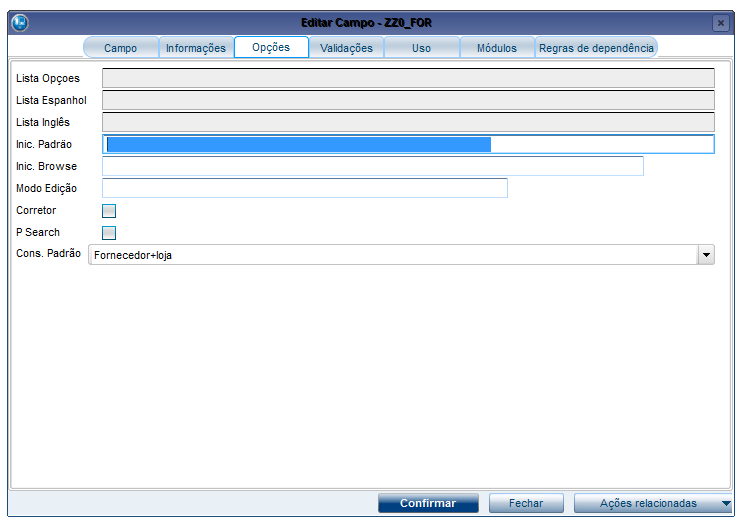 Editar Campo - ZZ0_FOR
Campo Informações Opções Validações Uso Módulos Regras de dependência
Lista Opçoes
Lista Espanhol
Lista Inglês
Inic. Padrão
Inic. Browse
Modo Edição
Corretor
P Search
Cons. Padrão Fornecedor+loja
Confirmar Fechar Ações relacionadas